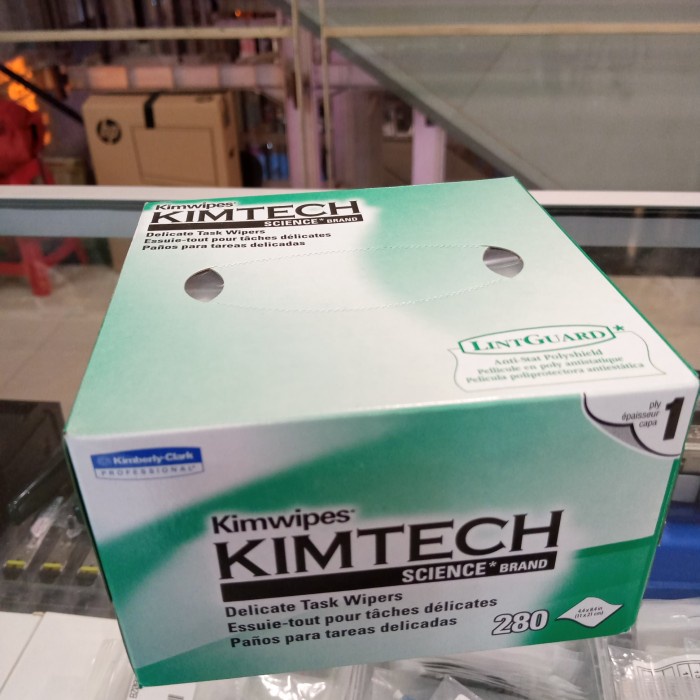 hp
Kimwipes*
KIMTECH
SCIENCE* BRAND
Delicate Task Wipers
Essuie-tout pour tâches délicates
Paños para tareas delicadas
LINTGUARD*
Anti-Stat Polyshield
Pellicule en poly antistatique
Película poliprotectora antiestática
ply
épaisseur
capa
1
Kimberly-Clark
PROFESSIONAL*
Kimwipes*
KIMTECH
SCIENCE* BRAND
Delicate Task Wipers
Essuie-tout pour tâches délicates
Paños para tareas delicadas
280